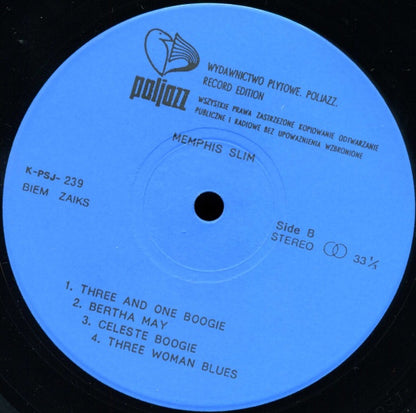 poljazz
WYDAWNICTWO PŁYTOWE. POLJAZZ.
RECORD EDITION
WSZYSTKIE PRAWA ZASTRZEŻONE KOPIOWANIE ODTWARZANIE
PUBLICZNE I RADIOWE BEZ UPOWAŻNIENIA WZBRONIONE
MEMPHIS SLIM
K-PSJ- 239
BIEM ZAIKS
Side B
STEREO 33⅓
1. THREE AND ONE BOOGIE
2. BERTHA MAY
3. CELESTE BOOGIE
4. THREE WOMAN BLUES